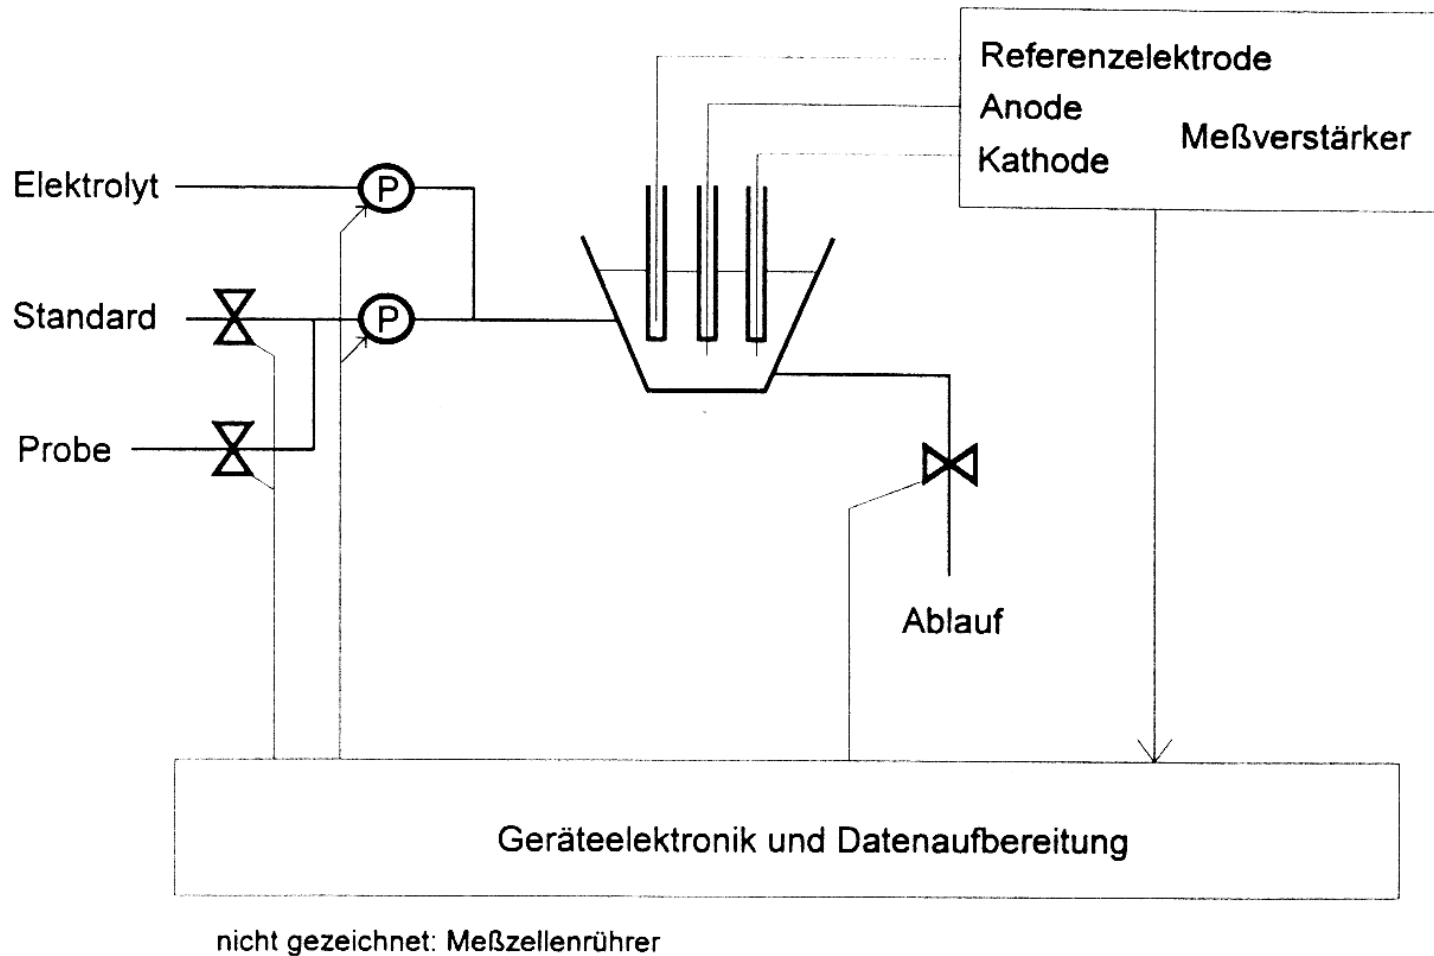 Referenzelektrode
Anode
Meßverstärker
Kathode
Elektrolyt
P
Standard
P
Probe
Ablauf
Geräteelektronik und Datenaufbereitung
nicht gezeichnet: Meßzellenrührer